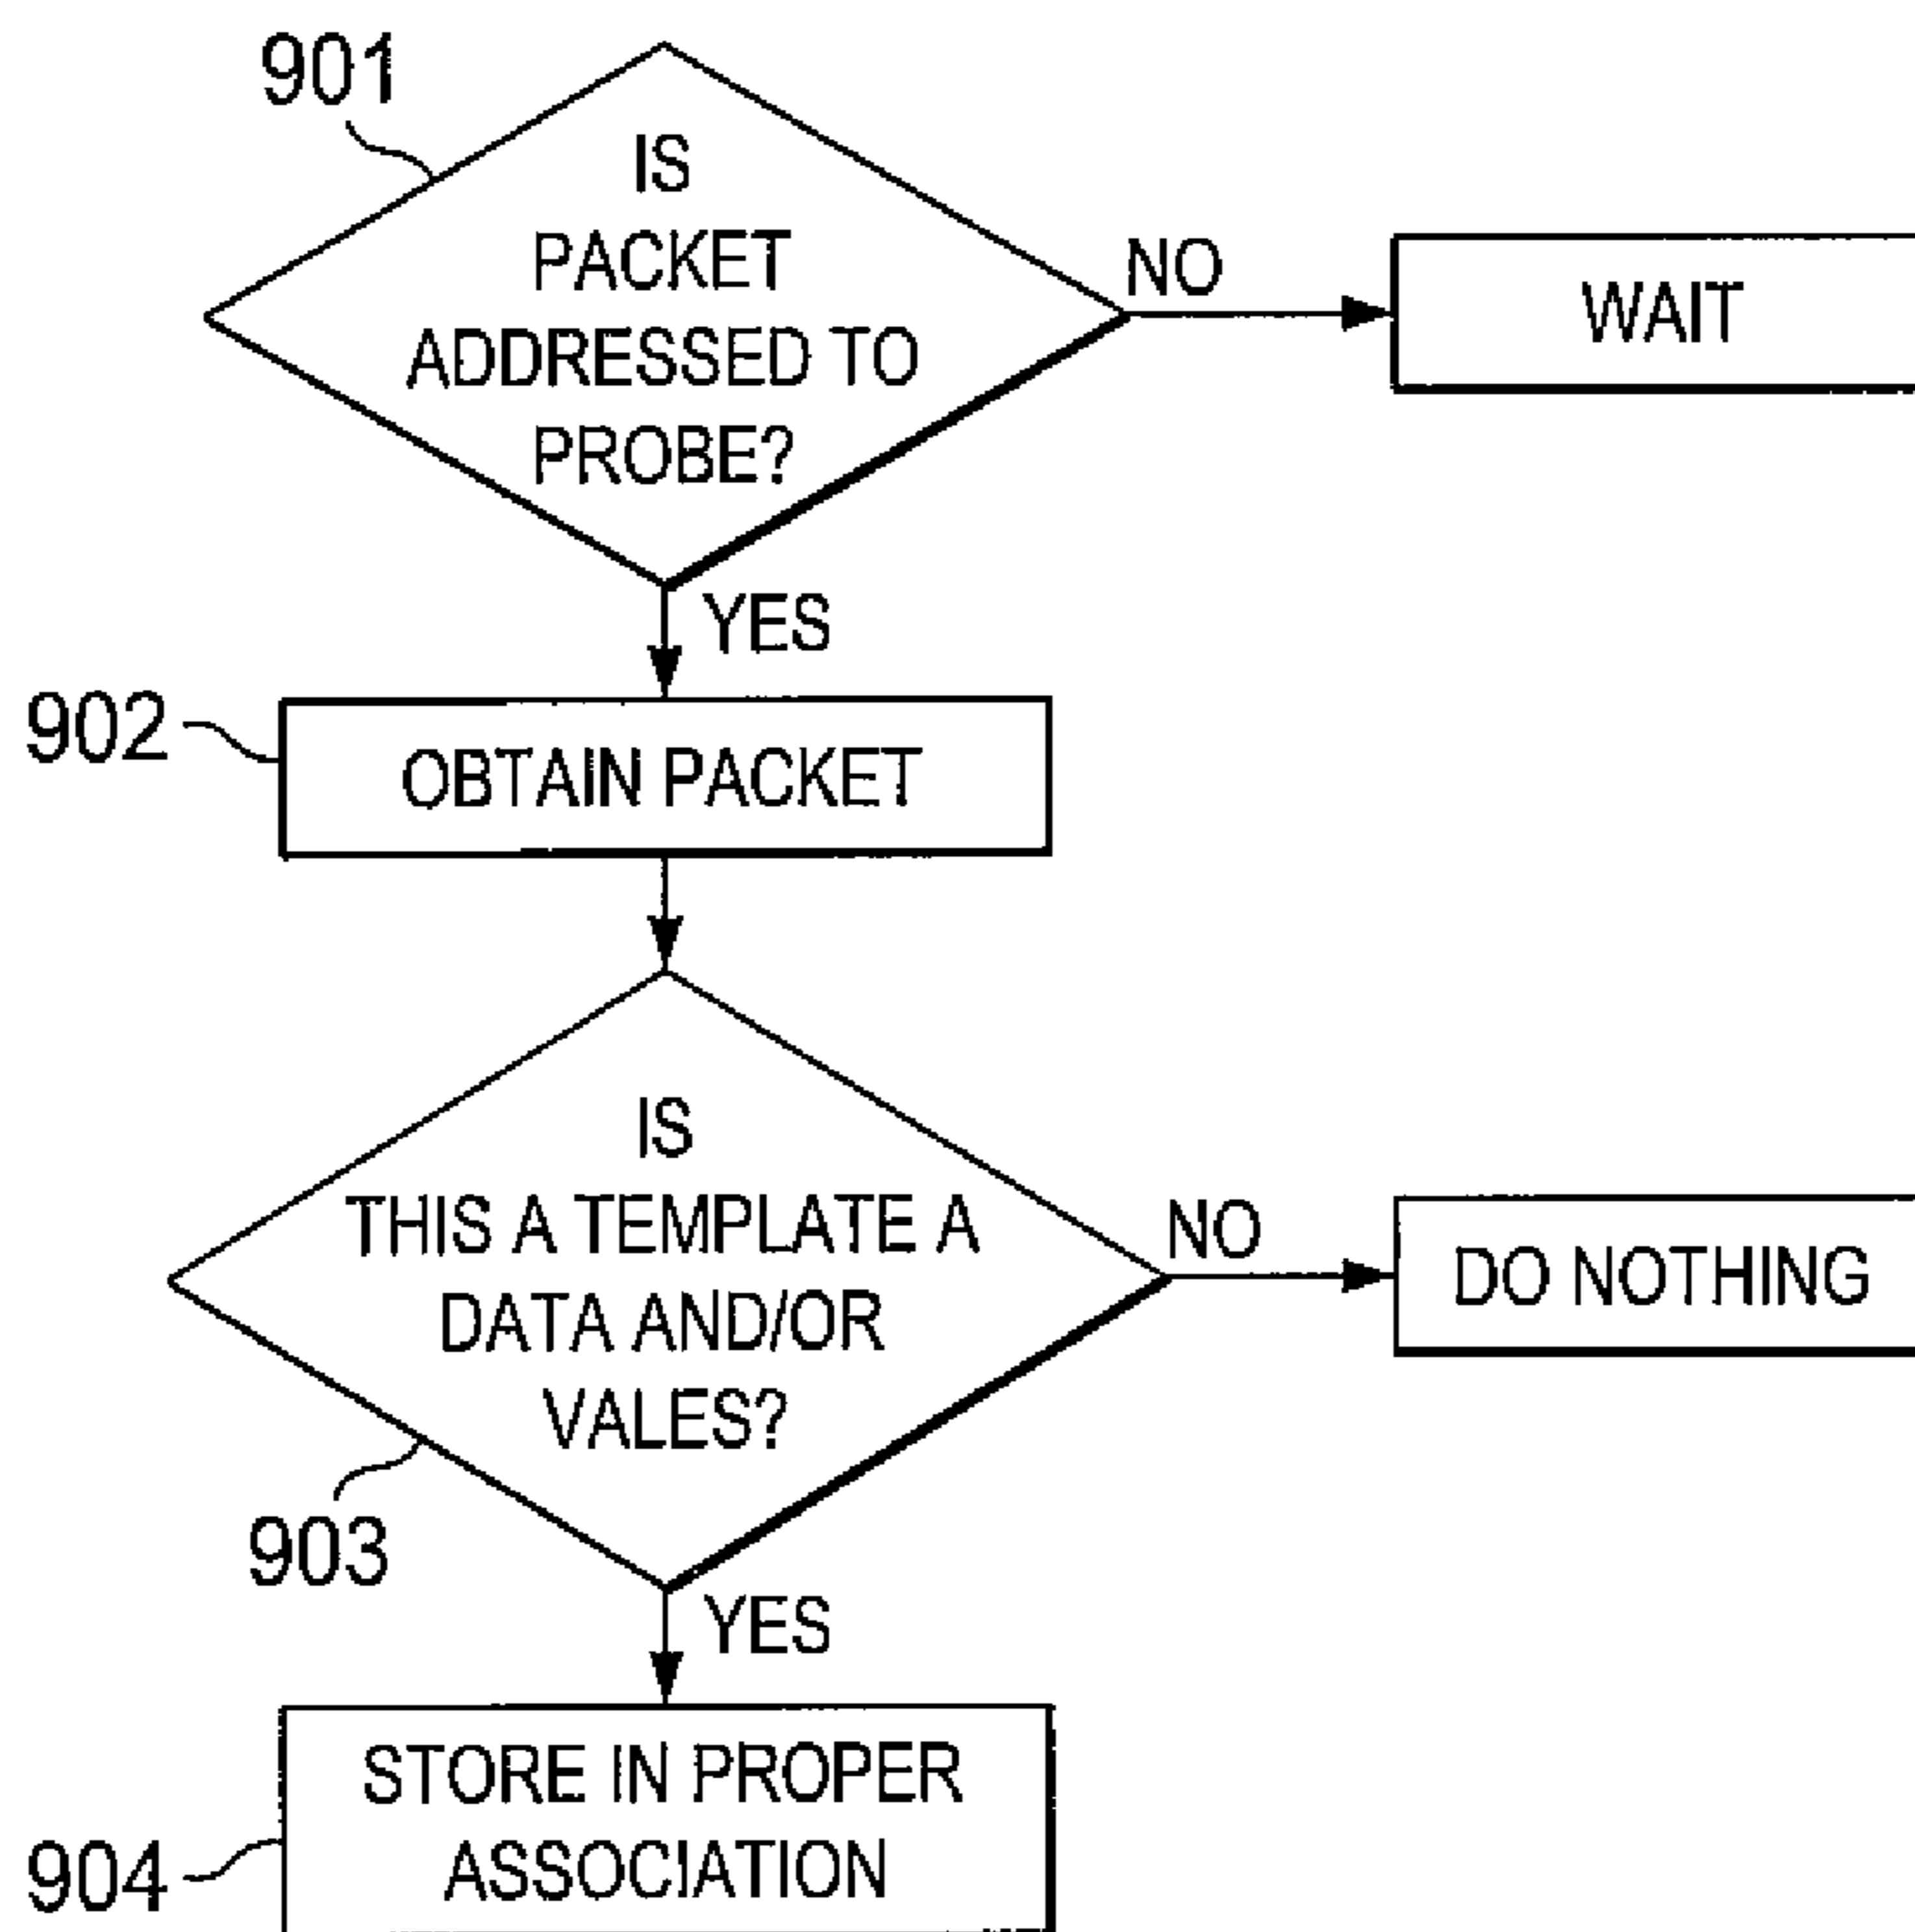 901
IS
PACKET
ADDRESSED TO
PROBE?
NO
WAIT
YES
902
OBTAIN PACKET
IS
THIS A TEMPLATE A
DATA AND/OR
VALES?
NO
DO NOTHING
903
YES
STORE IN PROPER
ASSOCIATION
904